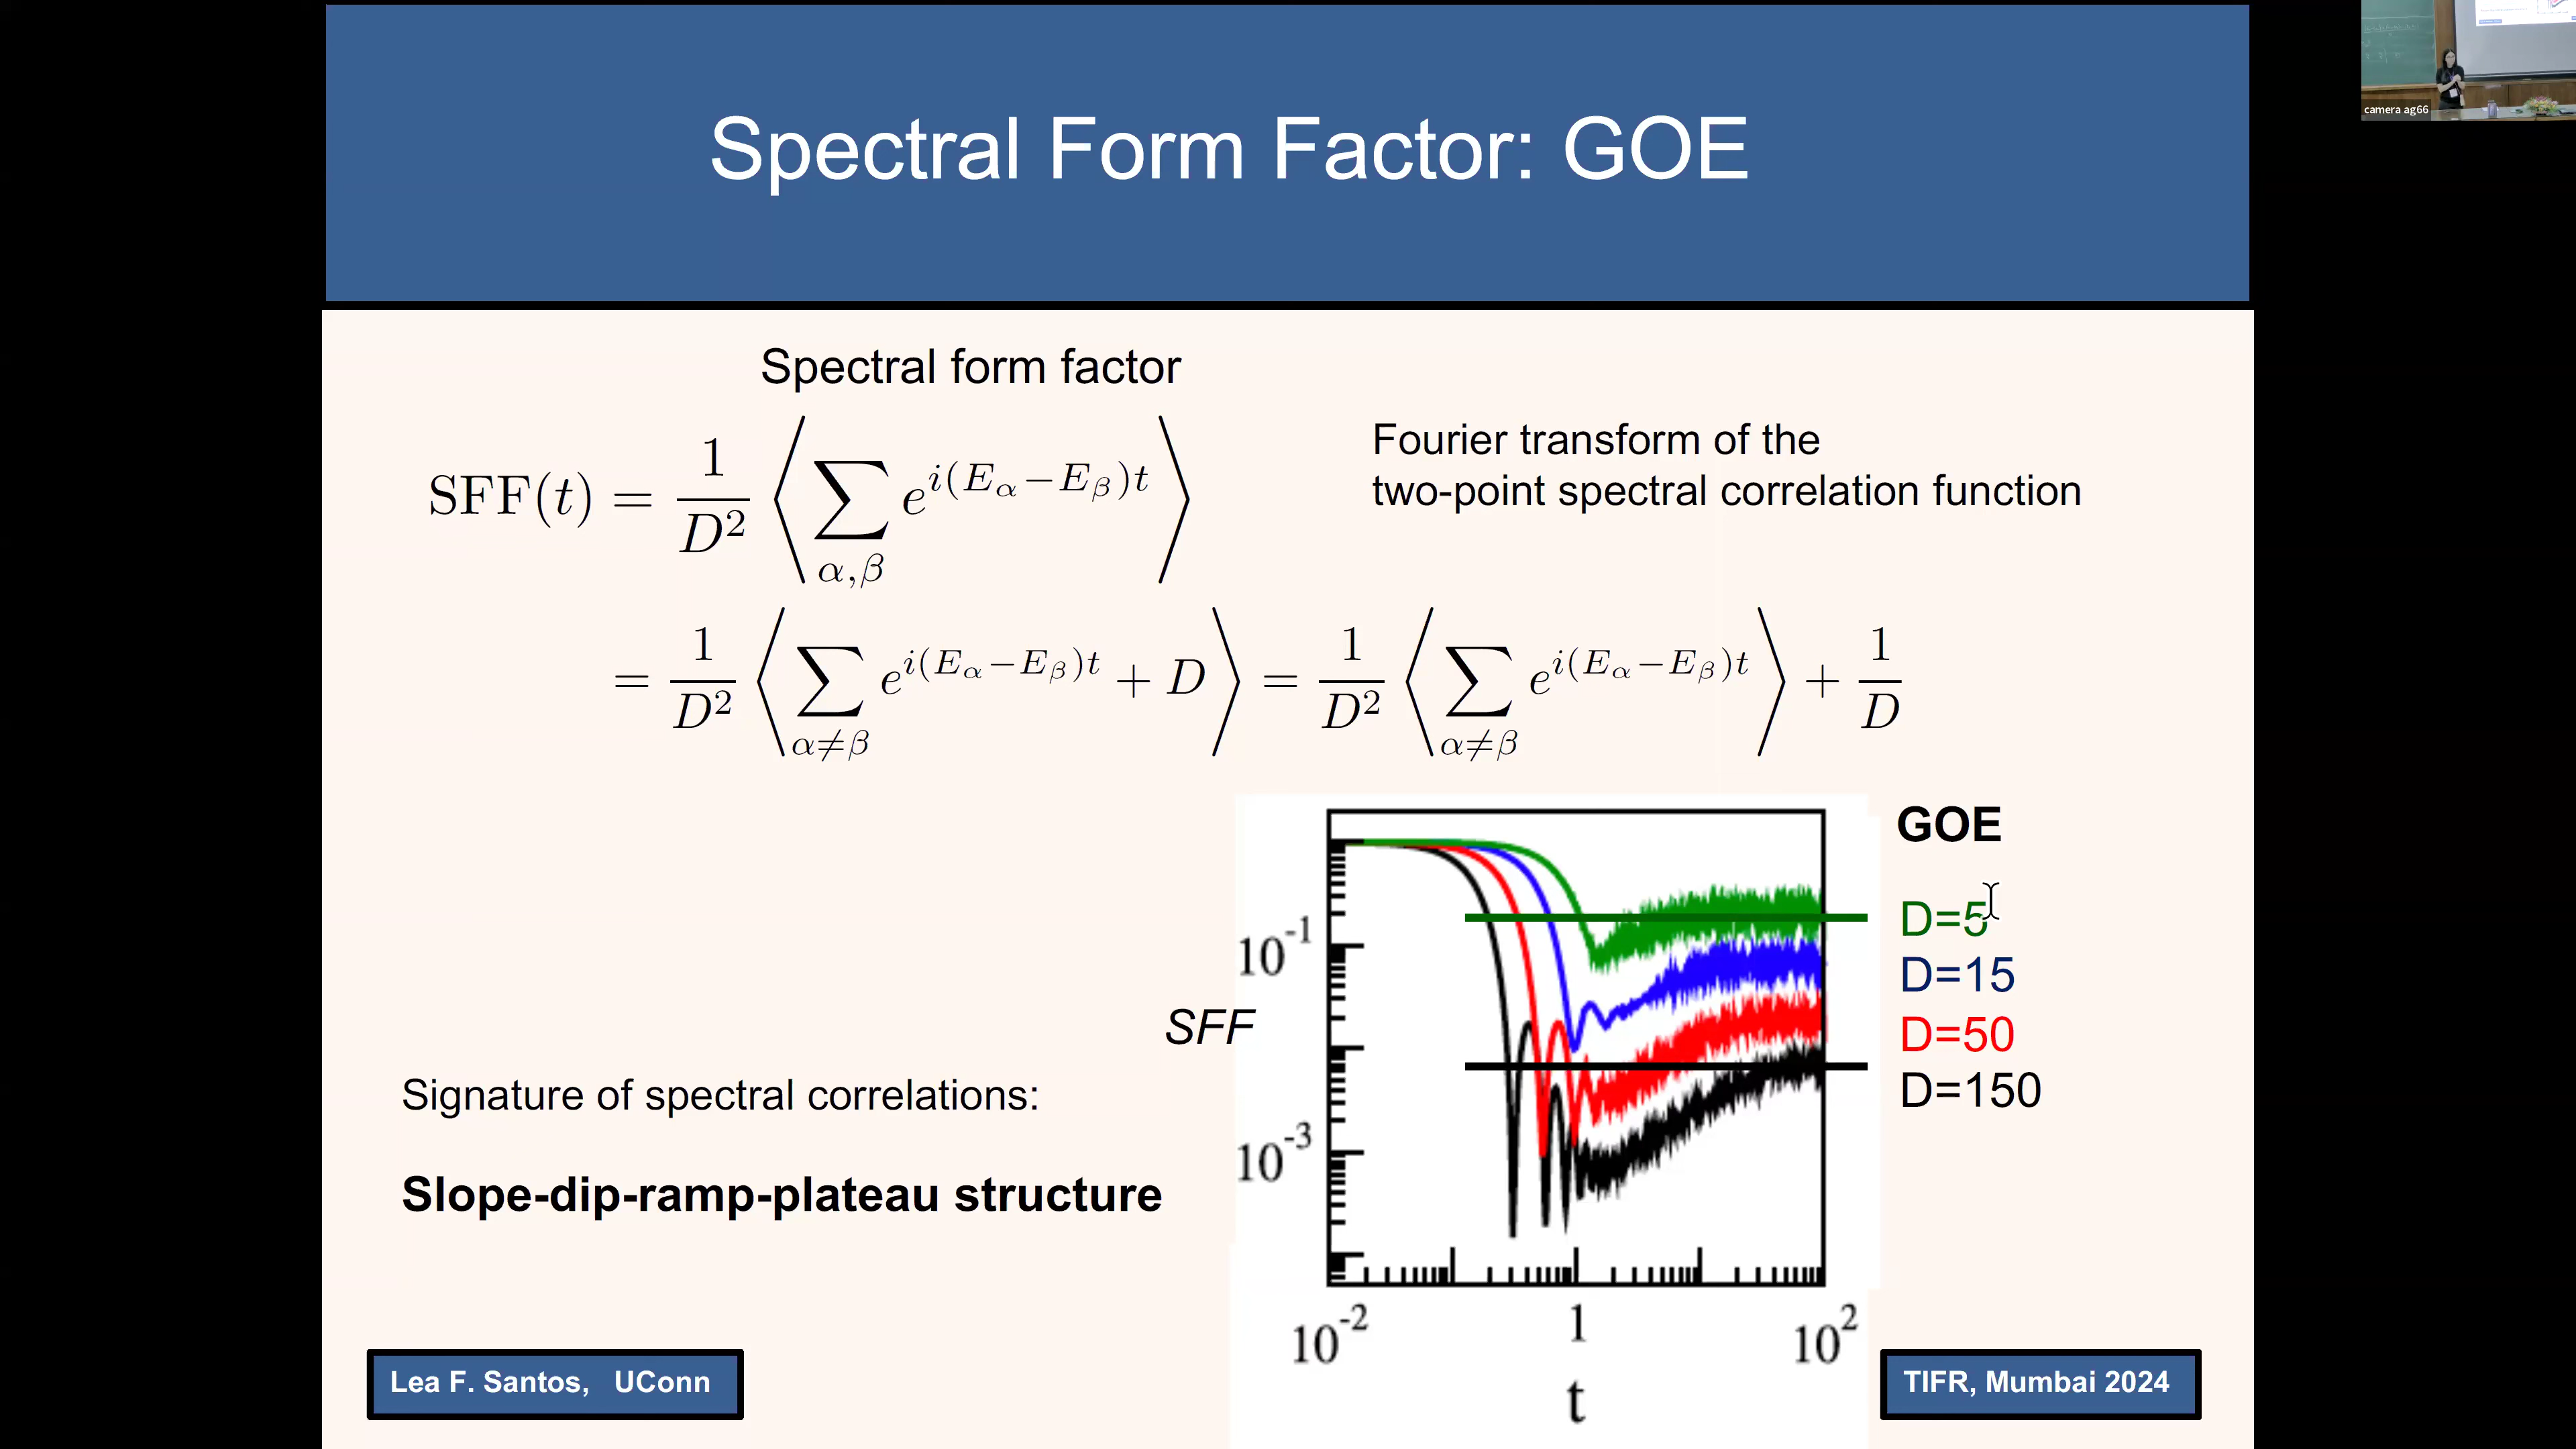 Spectral Form Factor: GOE
camera ag66
Spectral form factor
SFF(t) = 1/D² ⟨ ∑_{α,β} e^{i(E_α−E_β)t} ⟩
Fourier transform of the
two-point spectral correlation function
= 1/D² ⟨ ∑_{α≠β} e^{i(E_α−E_β)t} + D ⟩ = 1/D² ⟨ ∑_{α≠β} e^{i(E_α−E_β)t} ⟩ + 1/D
GOE
D=5
D=15
D=50
D=150
10⁻¹
SFF
10⁻³
10⁻²
1
10²
t
Signature of spectral correlations:
Slope-dip-ramp-plateau structure
Lea F. Santos, UConn
TIFR, Mumbai 2024